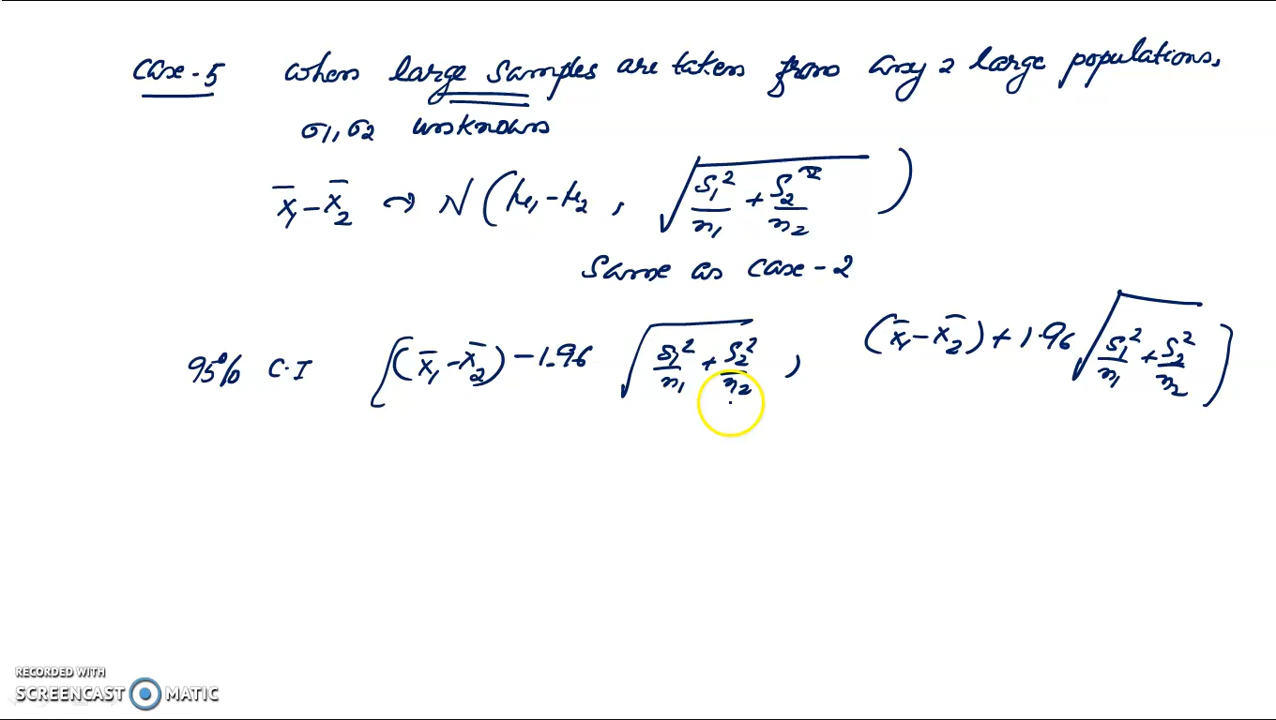 Case-5 when large samples are taken from any 2 large populations,
σ1, σ2 unknown
x̄1 - x̄2 → N (μ1 - μ2 , √(S1²/n1 + S2²/n2) )
Same as case-2
95% C.I [(x̄1 - x̄2) - 1.96 √(S1²/n1 + S2²/n2) , (x̄1 - x̄2) + 1.96 √(S1²/n1 + S2²/n2) ]
RECORDED WITH
SCREENCAST MATIC